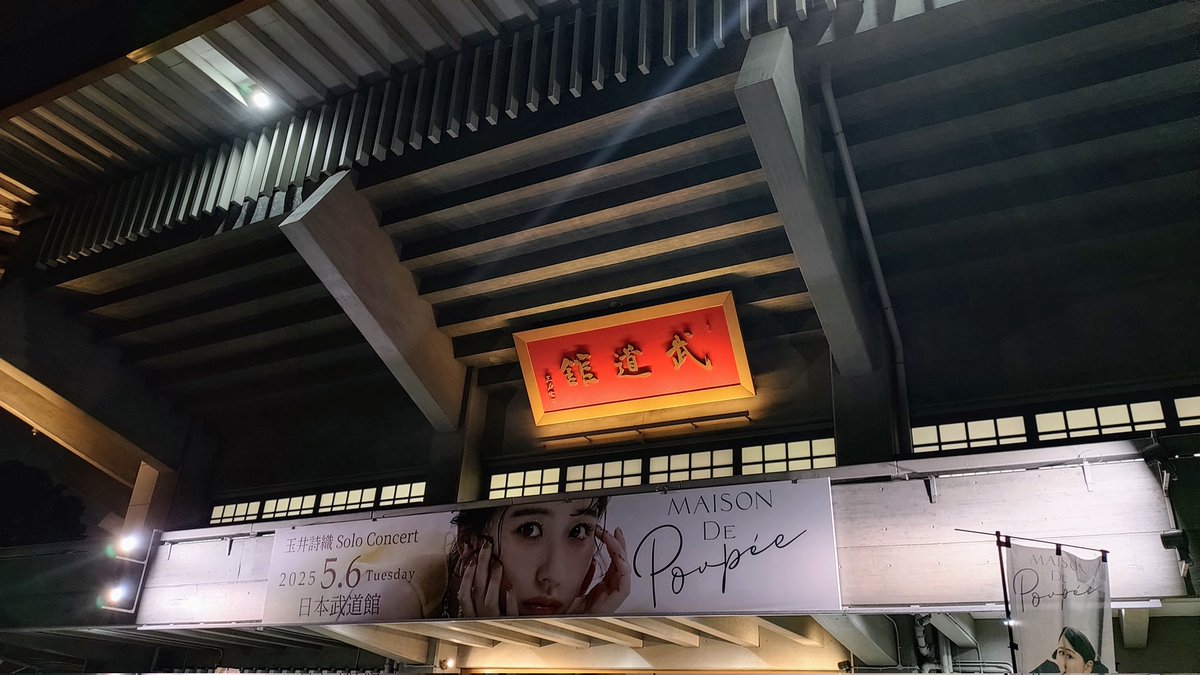 武道館
玉井詩織 Solo Concert
2025 5.6 Tuesday
日本武道館
MAISON
DE
Poupée
MAISON
DE
Poupée